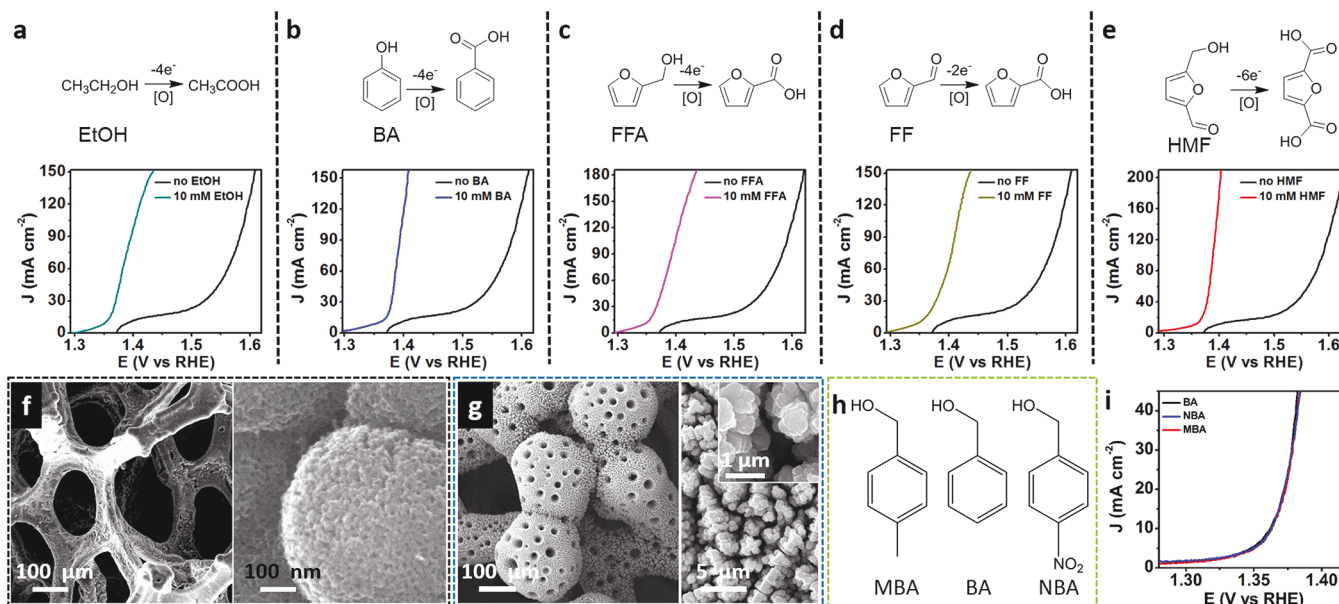 a
CH₃CH₂OH -4e⁻ [O] CH₃COOH
EtOH
J (mA cm⁻²)
150
120
90
60
30
0
no EtOH
10 mM EtOH
1.3 1.4 1.5 1.6
E (V vs RHE)
b
OH -4e⁻ [O] O OH
BA
J (mA cm⁻²)
150
120
90
60
30
0
no BA
10 mM BA
1.3 1.4 1.5 1.6
E (V vs RHE)
c
OH -4e⁻ [O] O O OH
O
FFA
J (mA cm⁻²)
180
150
120
90
60
30
0
no FFA
10 mM FFA
1.3 1.4 1.5 1.6
E (V vs RHE)
d
O O -2e⁻ [O] O O OH
FF
J (mA cm⁻²)
150
120
90
60
30
0
no FF
10 mM FF
1.3 1.4 1.5 1.6
E (V vs RHE)
e
OH O O -6e⁻ [O] HO O O O HO
HMF
J (mA cm⁻²)
200
160
120
80
40
0
no HMF
10 mM HMF
1.3 1.4 1.5 1.6
E (V vs RHE)
f
100 μm
100 nm
g
100 μm
1 μm
5 μm
h
HO HO HO
NO₂
MBA BA NBA
i
J (mA cm⁻²)
40
30
20
10
0
BA
NBA
MBA
1.30 1.35 1.40
E (V vs RHE)